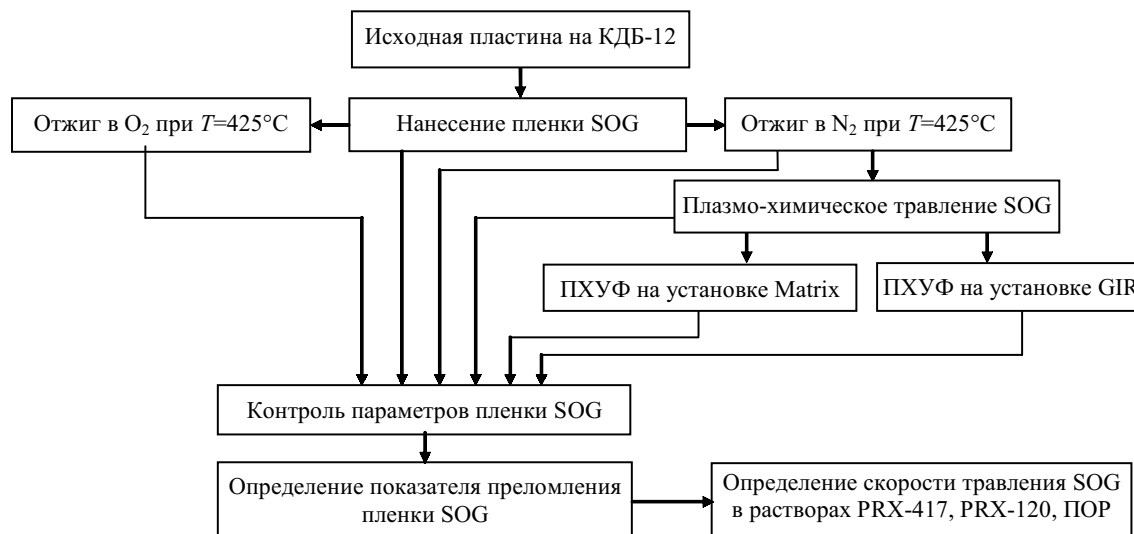 Исходная пластина на КДБ-12
Отжиг в O₂ при T=425°C
Нанесение пленки SOG
Отжиг в N₂ при T=425°C
Плазмо-химическое травление SOG
ПХУФ на установке Matrix
ПХУФ на установке GIR
Контроль параметров пленки SOG
Определение показателя преломления
пленки SOG
Определение скорости травления SOG
в растворах PRX-417, PRX-120, ПОР